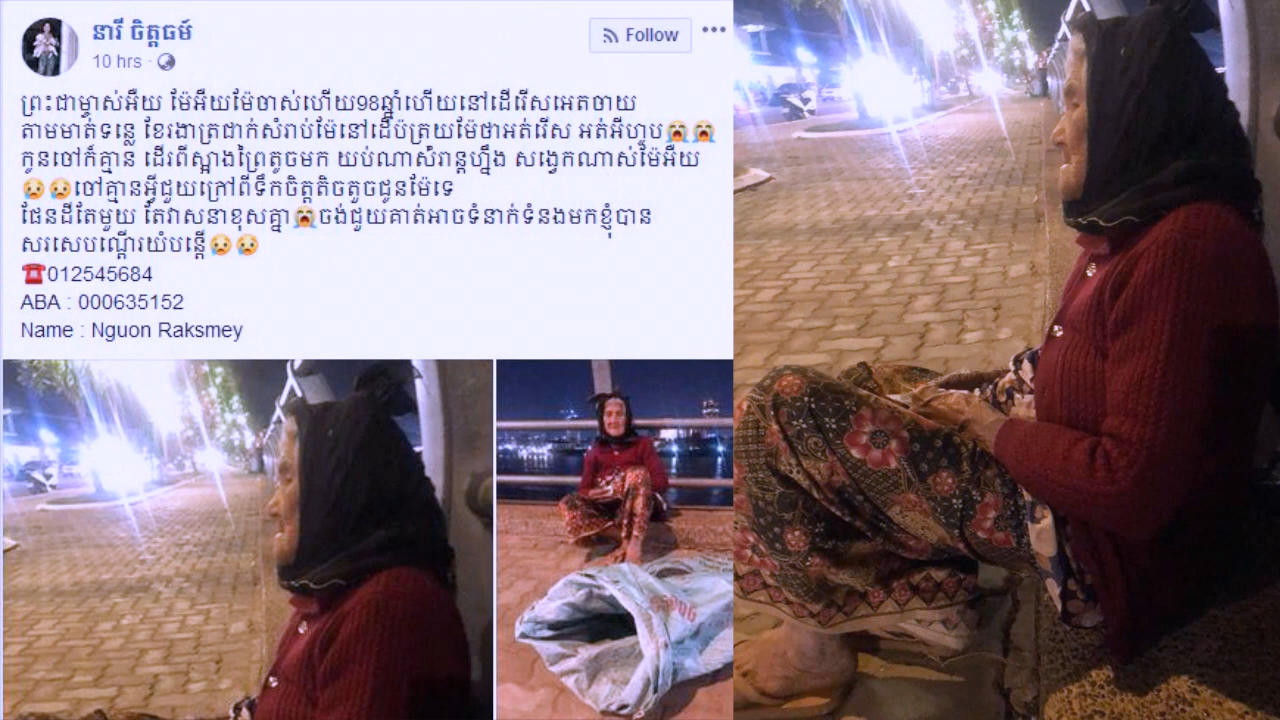 នារី ចិត្តធម៍
10 hrs
Follow
ព្រះជាម្ចាស់អឺយ ម៉ែអឺយម៉ែចាស់ហើយ98ឆ្នាំហើយនៅដើរើសអេតចាយ
តាមមាត់ទន្លេ ខែរងាត្រជាក់សំរាប់ម៉ែនៅដើប៉ត្រួយម៉ែថាអត់រើស អត់អីហូប😭😭
កូនចៅក៏គ្មាន ដើរពីស្ពាងព្រៃតូចមក យប់ណាសំរាន្តហ្នឹង សង្វេកណាស់ម៉ែអឺយ
😢😢ចៅគ្មានអ្វីជួយក្រៅពីទឹកចិត្តតិចតួចជូនម៉ែទេ
ផែនដីតែមួយ តែវាសនាខុសគ្នា😭ចង់ជួយគាត់អាចទំនាក់ទំនងមកខ្ញុំបាន
សរសេបណ្តើរយំបន្តើ😢😢
☎️012545684
ABA : 000635152
Name : Nguon Raksmey